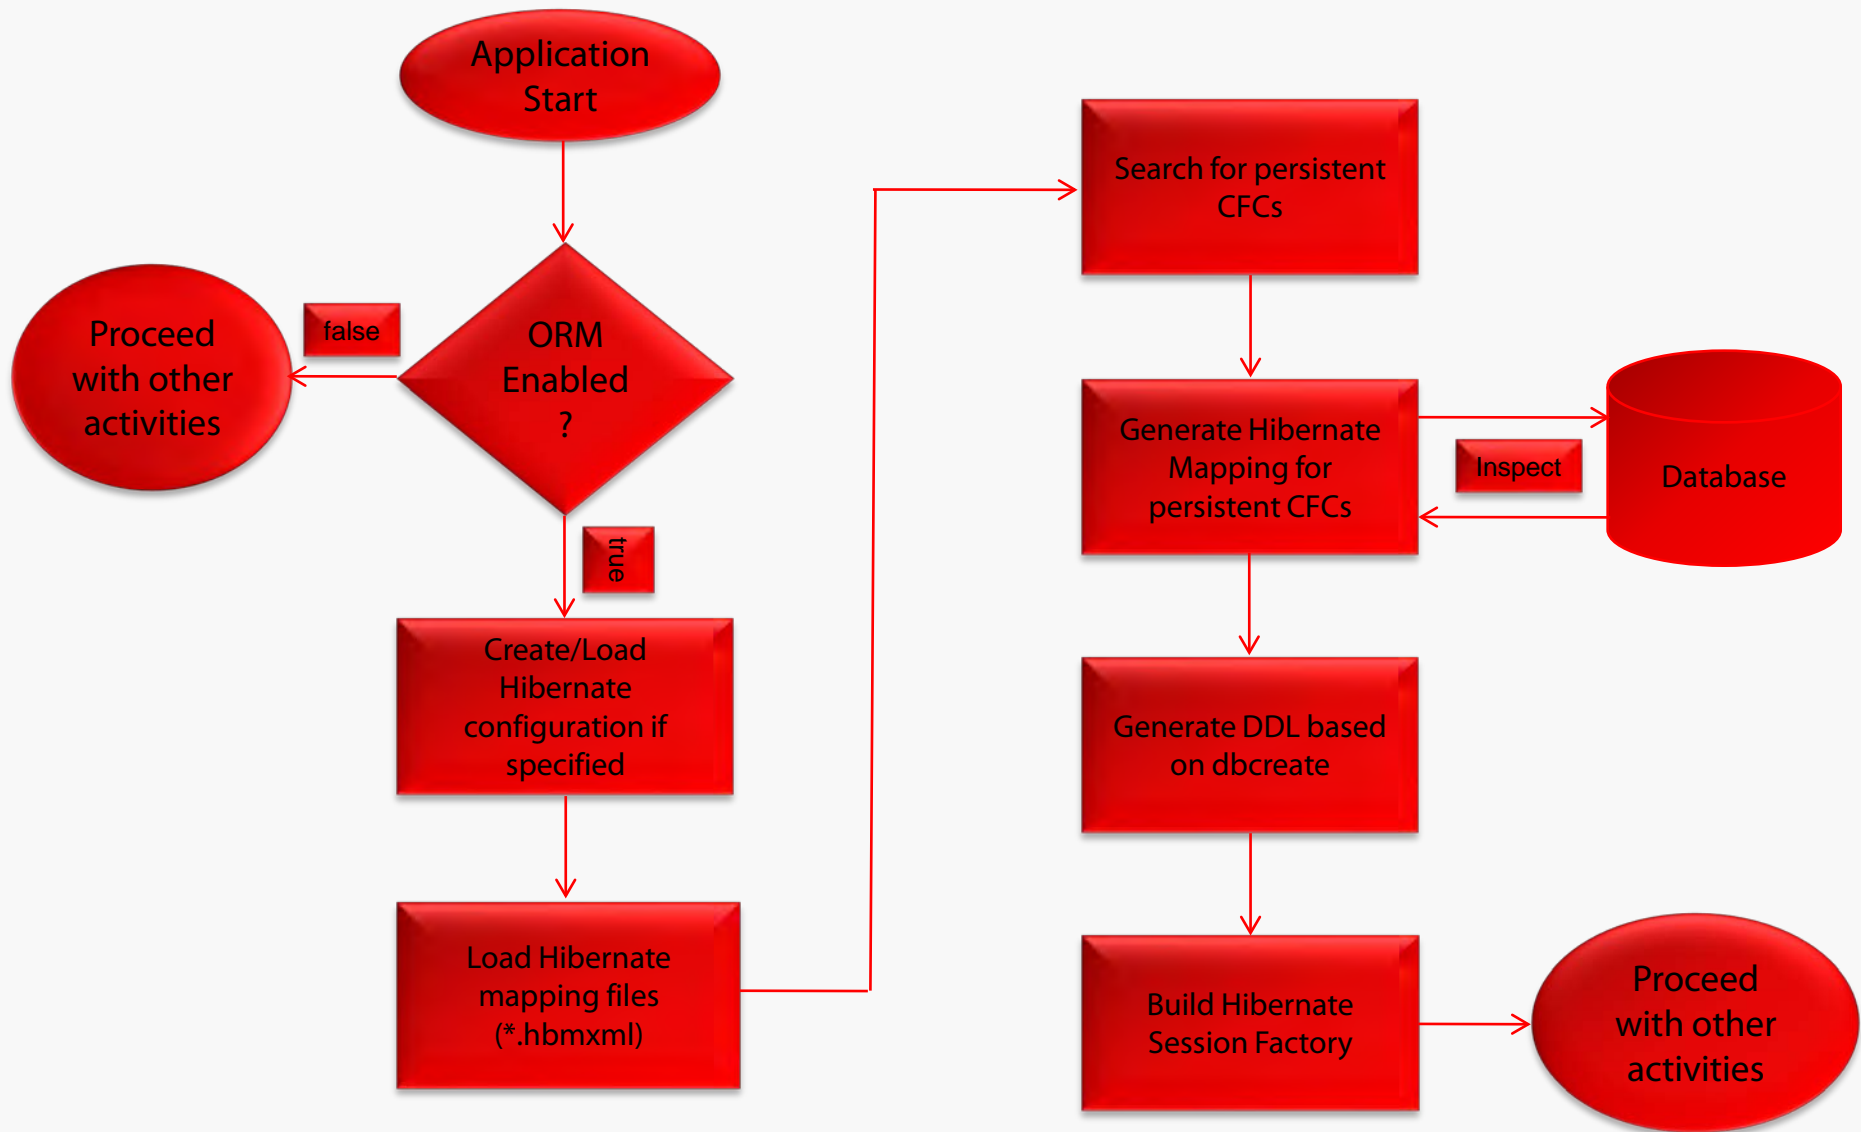 Application
Start
ORM
Enabled
?
false
Proceed
with other
activities
true
Create/Load
Hibernate
configuration if
specified
Load Hibernate
mapping files
(*.hbmxml)
Search for persistent
CFCs
Generate Hibernate
Mapping for
persistent CFCs
Inspect
Database
Generate DDL based
on dbcreate
Build Hibernate
Session Factory
Proceed
with other
activities